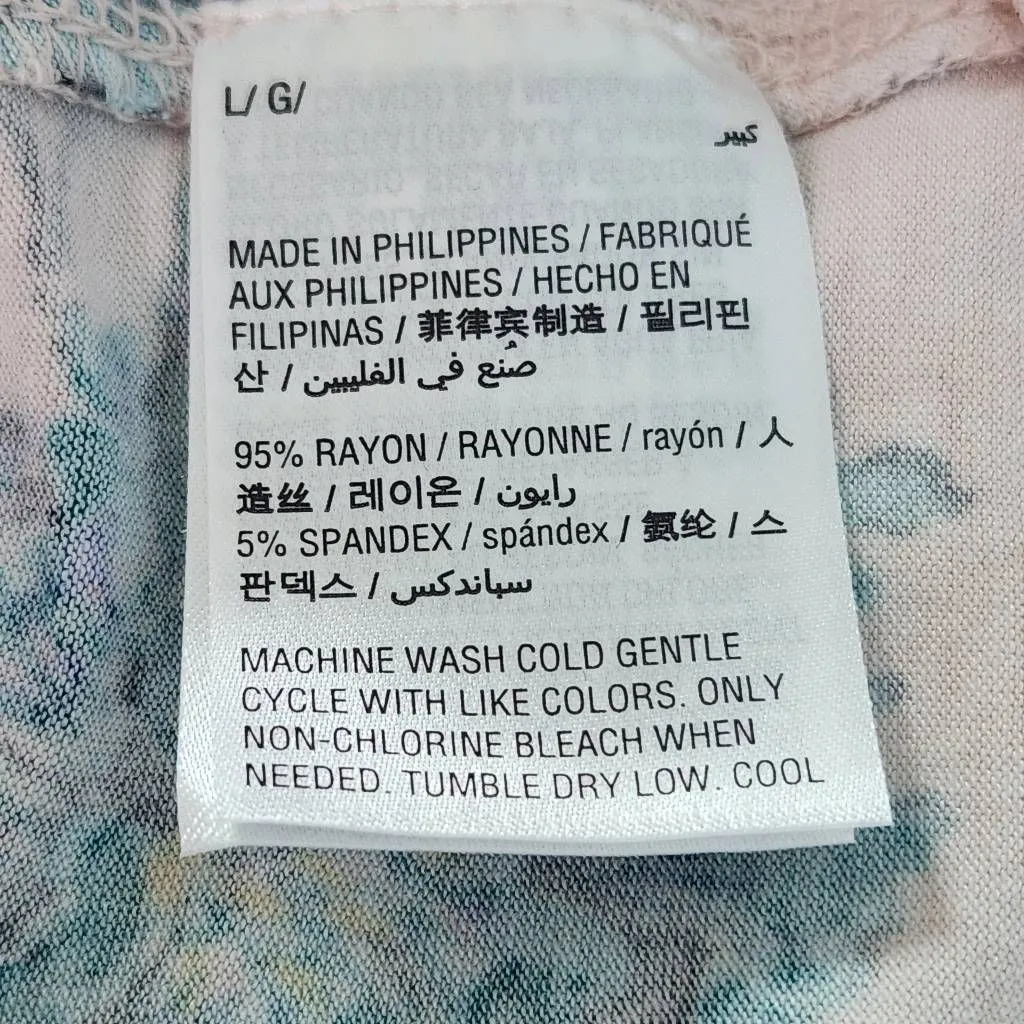 L/ G/
كبير
MADE IN PHILIPPINES / FABRIQUÉ
AUX PHILIPPINES / HECHO EN
FILIPINAS / 菲律宾制造 / 필리핀
산 / صُنع في الفليبين
95% RAYON / RAYONNE / rayón / 人
造丝 / 레이온 / رايون
5% SPANDEX / spándex / 氨纶 / 스
판덱스 / سباندكس
MACHINE WASH COLD GENTLE
CYCLE WITH LIKE COLORS. ONLY
NON-CHLORINE BLEACH WHEN
NEEDED. TUMBLE DRY LOW. COOL